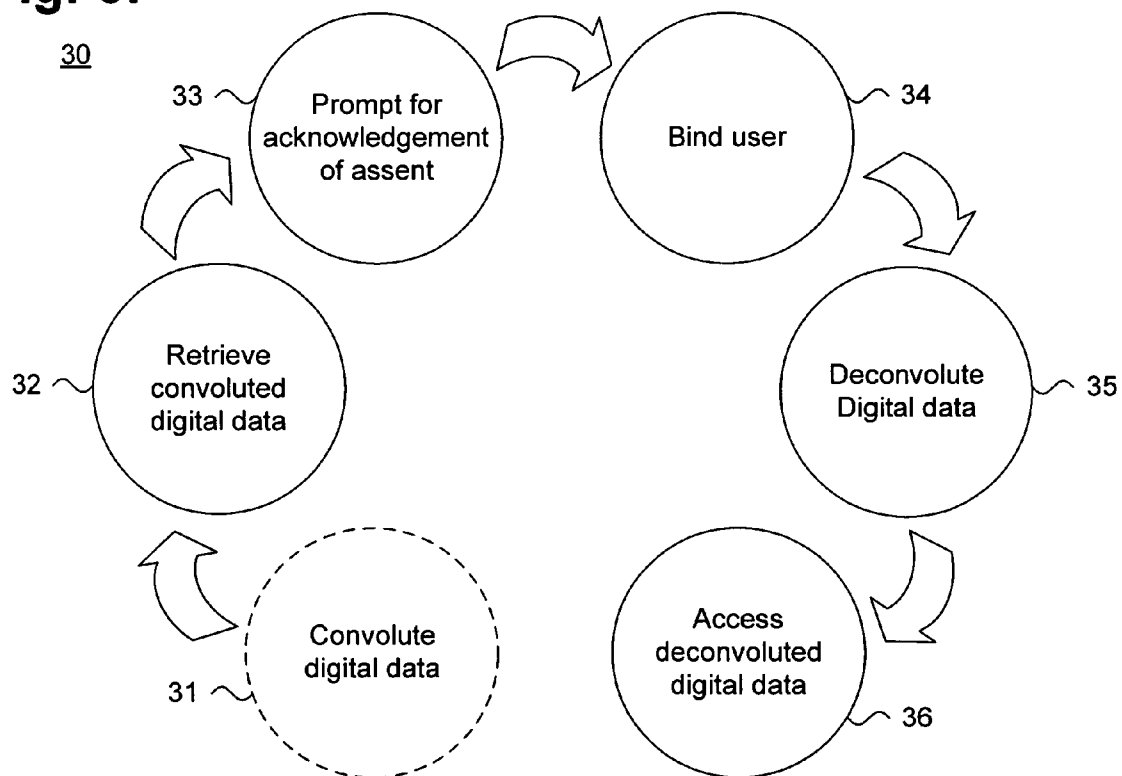 30
33
Prompt for
acknowledgement
of assent
34
Bind user
32
Retrieve
convoluted
digital data
35
Deconvolute
Digital data
31
Convolute
digital data
36
Access
deconvoluted
digital data